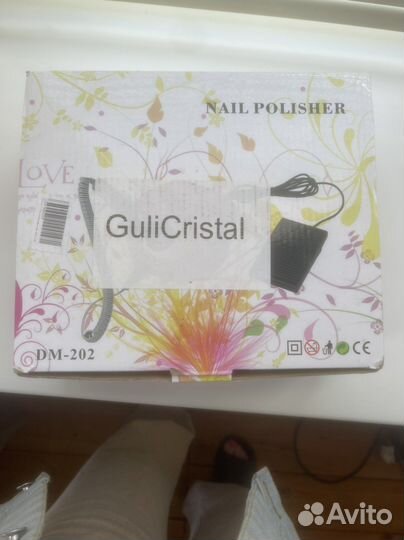 NAIL POLISHER
LOVE
GuliCristal
DM-202
CE
Avito